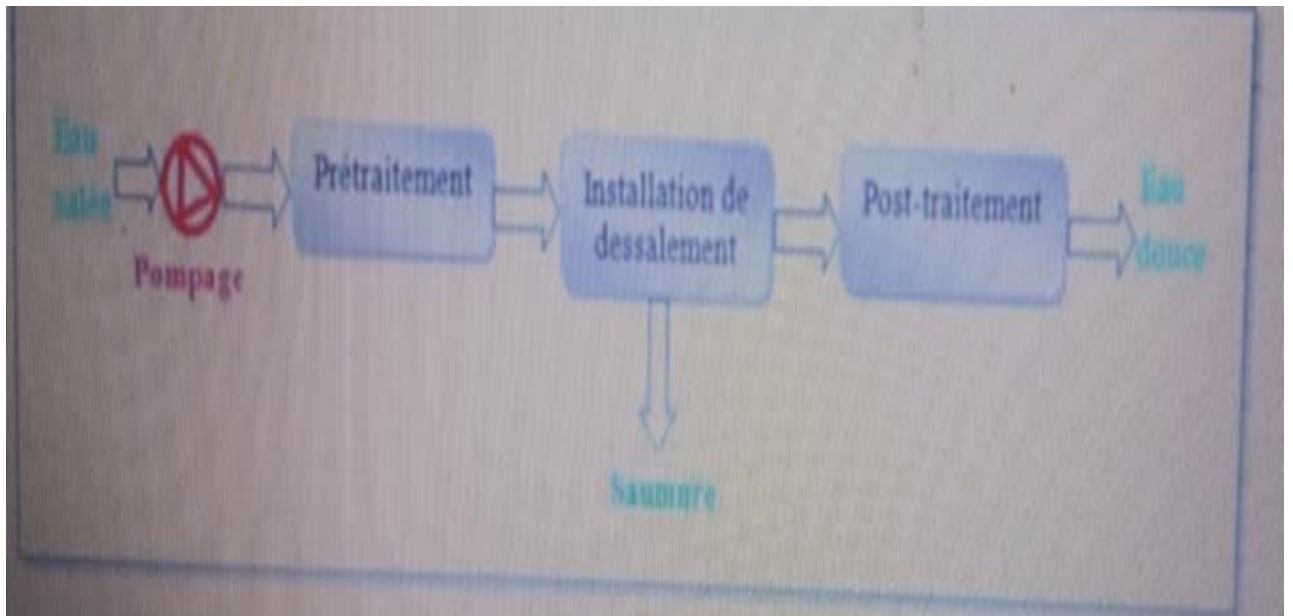 Eau
salée
Pompage
Prétraitement
Installation de
dessalement
Post-traitement
Eau
douce
Saumure